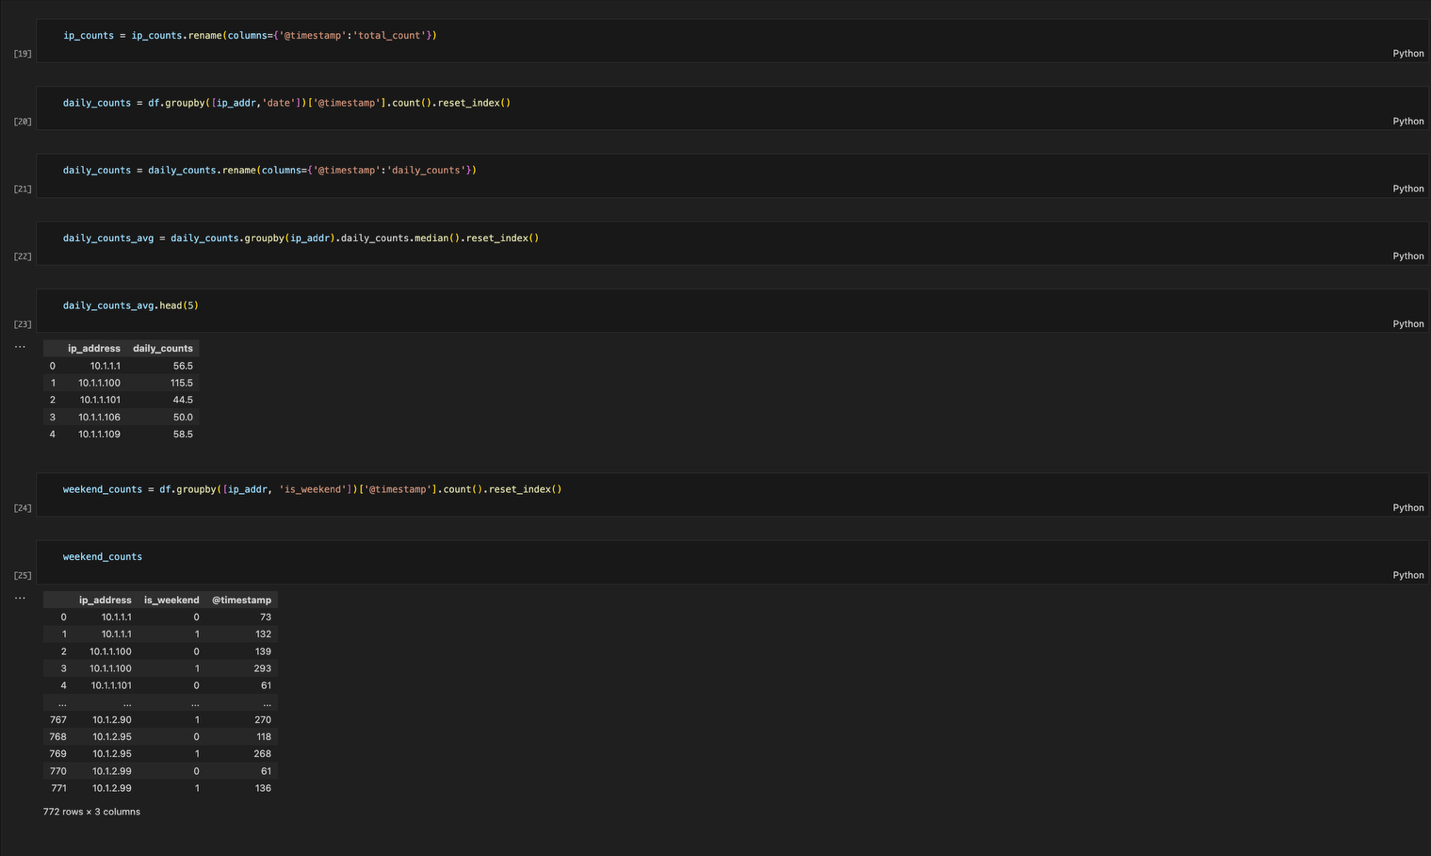 ip_counts = ip_counts.rename(columns={'@timestamp':'total_count'})
[19]
Python
daily_counts = df.groupby([ip_addr,'date'])['@timestamp'].count().reset_index()
[20]
Python
daily_counts = daily_counts.rename(columns={'@timestamp':'daily_counts'})
[21]
Python
daily_counts_avg = daily_counts.groupby(ip_addr).daily_counts.median().reset_index()
[22]
Python
daily_counts_avg.head(5)
[23]
Python
...
ip_address daily_counts
0 10.1.1.1 56.5
1 10.1.1.100 115.5
2 10.1.1.101 44.5
3 10.1.1.106 50.0
4 10.1.1.109 58.5
weekend_counts = df.groupby([ip_addr, 'is_weekend'])['@timestamp'].count().reset_index()
[24]
Python
weekend_counts
[25]
Python
...
ip_address is_weekend @timestamp
0 10.1.1.1 0 73
1 10.1.1.1 1 132
2 10.1.1.100 0 139
3 10.1.1.100 1 293
4 10.1.1.101 0 61
... ... ... ...
767 10.1.2.90 1 270
768 10.1.2.95 0 118
769 10.1.2.95 1 268
770 10.1.2.99 0 61
771 10.1.2.99 1 136
772 rows × 3 columns